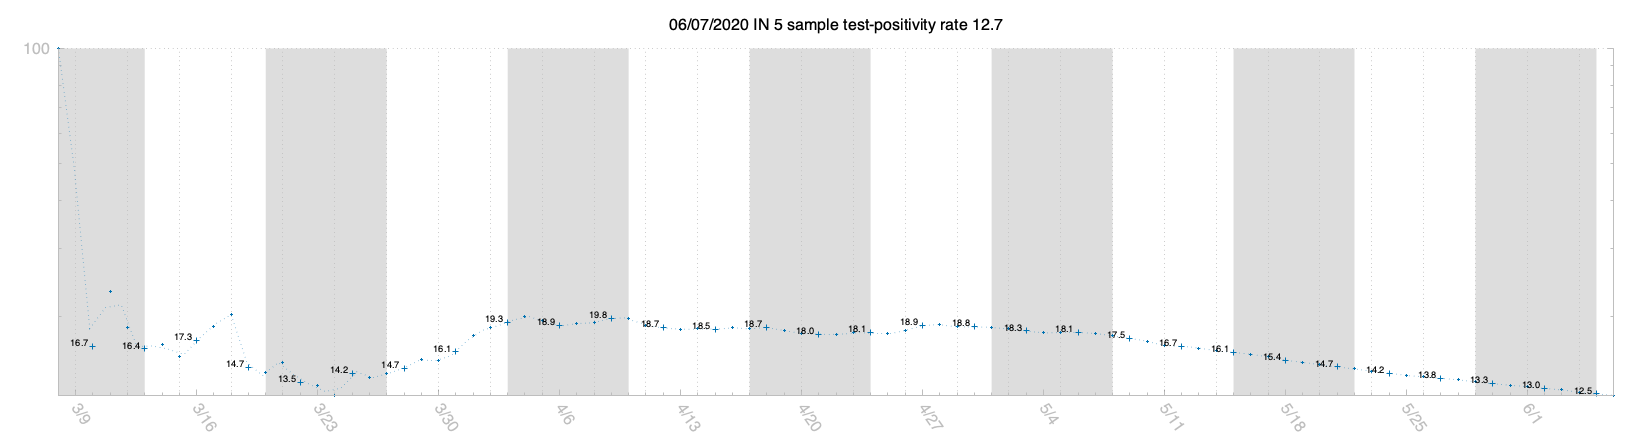 06/07/2020 IN 5 sample test-positivity rate 12.7
100
16.7 16.4 17.3 14.7 13.5 14.2 14.7 16.1 19.3 18.9 19.8 18.7 18.5 18.7 18.0 18.1 18.9 18.8 18.3 18.1 17.5 16.7 16.1 15.4 14.7 14.2 13.8 13.3 13.0 12.5
3/9 3/16 3/23 3/30 4/6 4/13 4/20 4/27 5/4 5/11 5/18 5/25 6/1